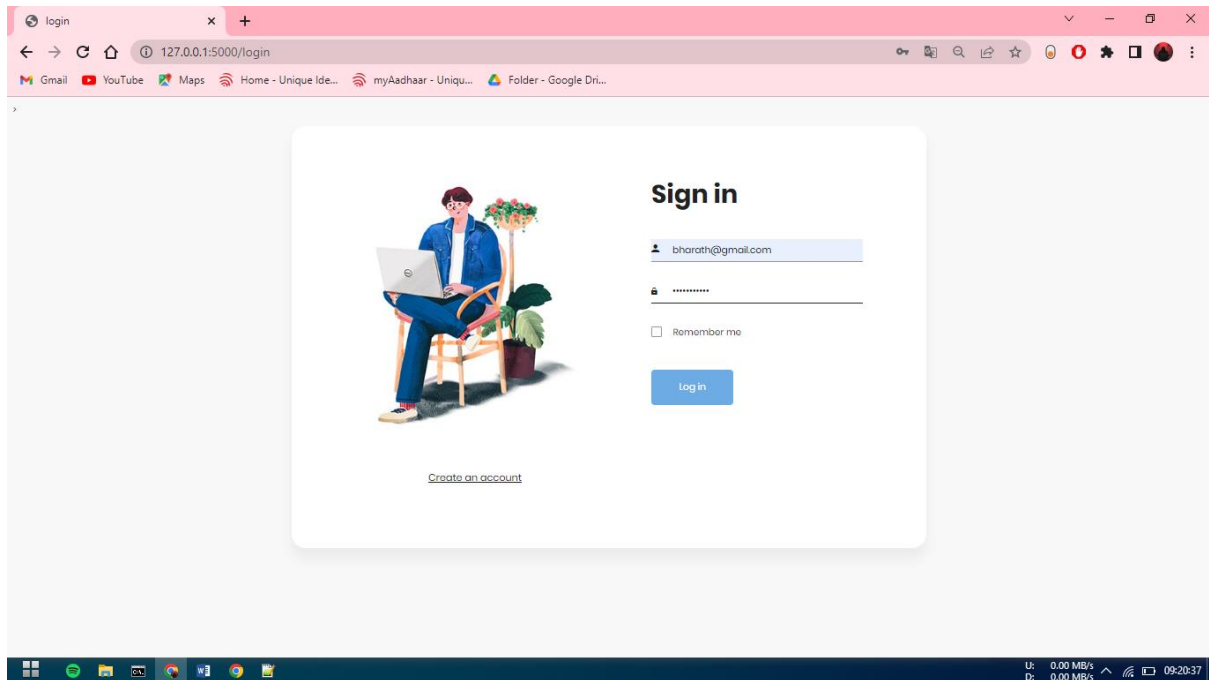 login
127.0.0.1:5000/login
Gmail YouTube Maps Home - Unique Ide... myAadhaar - Uniqu... Folder - Google Dri...
›
Sign in
bharath@gmail.com
•••••••••••
Remember me
Log in
Create an account
U: 0.00 MB/s
D: 0.00 MB/s
09:20:37